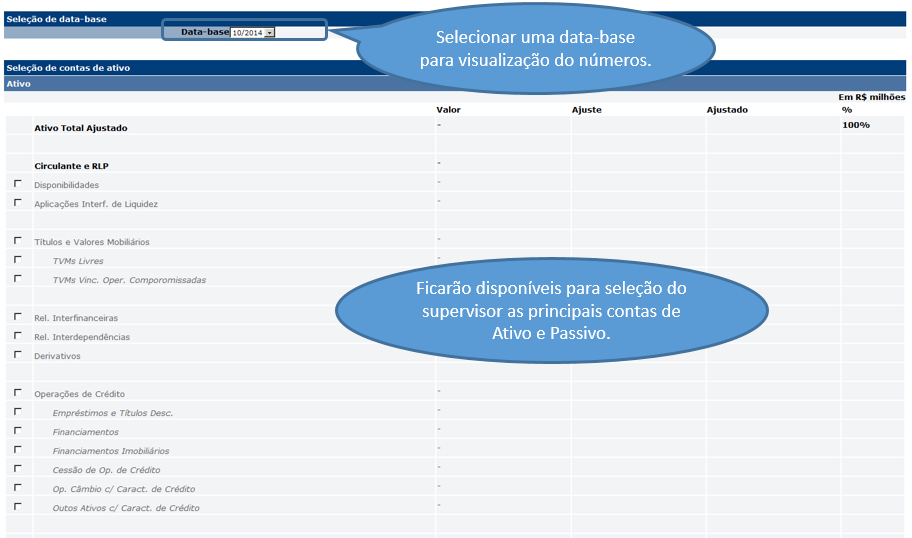 Seleção de data-base
Data-base 10/2014
Selecionar uma data-base
para visualização do números.
Seleção de contas de ativo
Ativo
Em R$ milhões
Valor Ajuste Ajustado %
Ativo Total Ajustado - 100%
Circulante e RLP -
Disponibilidades -
Aplicações Interf. de Liquidez -
Títulos e Valores Mobiliários -
TVMs Livres -
TVMs Vinc. Oper. Comporomissadas
Ficarão disponíveis para seleção do
supervisor as principais contas de
Ativo e Passivo.
Rel. Interfinanceiras
Rel. Interdependências
Derivativos
Operações de Crédito -
Empréstimos e Títulos Desc. -
Financiamentos -
Financiamentos Imobiliários -
Cessão de Op. de Crédito -
Op. Câmbio c/ Caract. de Crédito -
Outos Ativos c/ Caract. de Crédito -